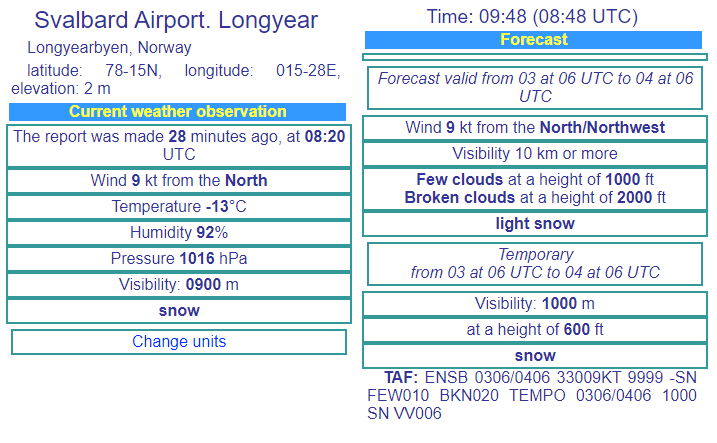 Svalbard Airport. Longyear
Longyearbyen, Norway
latitude: 78-15N, longitude: 015-28E,
elevation: 2 m
Current weather observation
The report was made 28 minutes ago, at 08:20
UTC
Wind 9 kt from the North
Temperature -13°C
Humidity 92%
Pressure 1016 hPa
Visibility: 0900 m
snow
Change units
Time: 09:48 (08:48 UTC)
Forecast
Forecast valid from 03 at 06 UTC to 04 at 06
UTC
Wind 9 kt from the North/Northwest
Visibility 10 km or more
Few clouds at a height of 1000 ft
Broken clouds at a height of 2000 ft
light snow
Temporary
from 03 at 06 UTC to 04 at 06 UTC
Visibility: 1000 m
at a height of 600 ft
snow
TAF: ENSB 0306/0406 33009KT 9999 -SN
FEW010 BKN020 TEMPO 0306/0406 1000
SN VV006